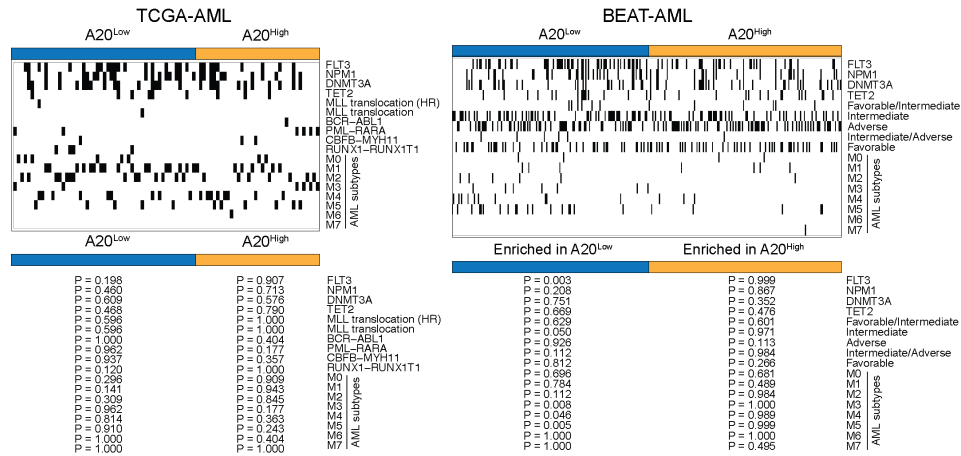 TCGA-AML
A20Low A20High
FLT3
NPM1
DNMT3A
TET2
MLL translocation (HR)
MLL translocation
BCR−ABL1
PML-RARA
CBFB−MYH11
RUNX1−RUNX1T1
M0
M1
M2
M3
M4
M5
M6
M7
AML subtypes
A20Low A20High
P = 0.198 P = 0.907 FLT3
P = 0.460 P = 0.713 NPM1
P = 0.609 P = 0.576 DNMT3A
P = 0.468 P = 0.790 TET2
P = 0.596 P = 1.000 MLL translocation (HR)
P = 0.596 P = 1.000 MLL translocation
P = 1.000 P = 0.404 BCR−ABL1
P = 0.962 P = 0.177 PML-RARA
P = 0.937 P = 0.357 CBFB−MYH11
P = 0.120 P = 1.000 RUNX1−RUNX1T1
P = 0.296 P = 0.909 M0
P = 0.141 P = 0.943 M1
P = 0.309 P = 0.845 M2
P = 0.962 P = 0.177 M3
P = 0.814 P = 0.363 M4
P = 0.910 P = 0.243 M5
P = 1.000 P = 0.404 M6
P = 1.000 P = 1.000 M7
AML subtypes
BEAT-AML
A20Low A20High
FLT3
NPM1
DNMT3A
TET2
Favorable/Intermediate
Intermediate
Adverse
Intermediate/Adverse
Favorable
M0
M1
M2
M3
M4
M5
M6
M7
AML subtypes
Enriched in A20Low Enriched in A20High
P = 0.003 P = 0.999 FLT3
P = 0.208 P = 0.867 NPM1
P = 0.751 P = 0.352 DNMT3A
P = 0.669 P = 0.476 TET2
P = 0.629 P = 0.601 Favorable/Intermediate
P = 0.050 P = 0.971 Intermediate
P = 0.926 P = 0.113 Adverse
P = 0.112 P = 0.984 Intermediate/Adverse
P = 0.812 P = 0.266 Favorable
P = 0.696 P = 0.681 M0
P = 0.784 P = 0.489 M1
P = 0.112 P = 0.984 M2
P = 0.008 P = 1.000 M3
P = 0.046 P = 0.989 M4
P = 0.005 P = 0.999 M5
P = 1.000 P = 1.000 M6
P = 1.000 P = 0.495 M7
AML subtypes